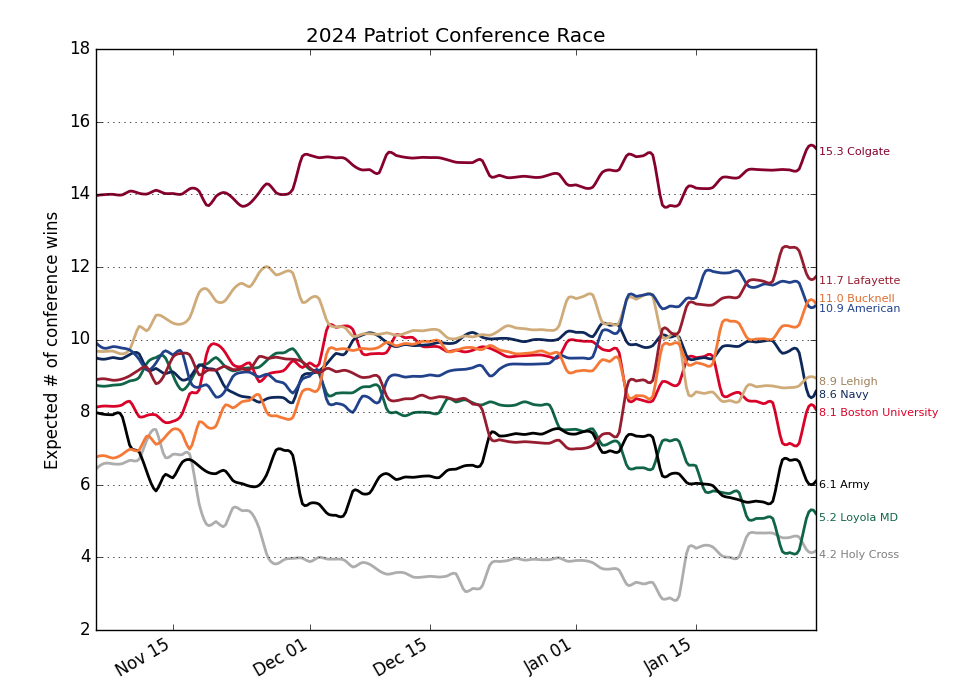 2024 Patriot Conference Race
Expected # of conference wins
18
16
14
12
10
8
6
4
2
Nov 15
Dec 01
Dec 15
Jan 01
Jan 15
15.3 Colgate
11.7 Lafayette
11.0 Bucknell
10.9 American
8.9 Lehigh
8.6 Navy
8.1 Boston University
6.1 Army
5.2 Loyola MD
4.2 Holy Cross